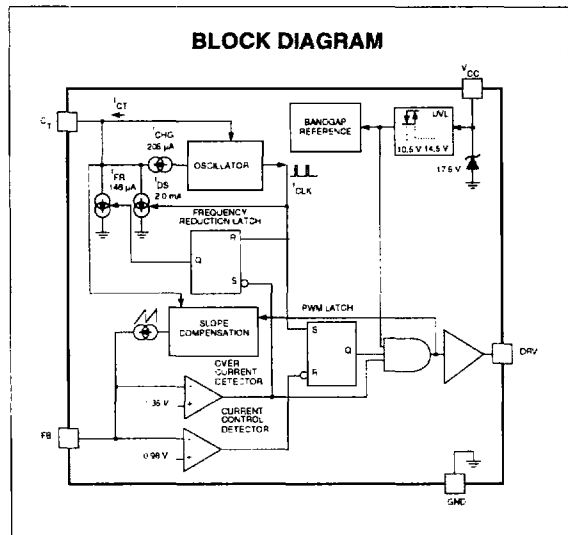 BLOCK DIAGRAM
VCC
ICT
CT
ICHG
205 µA
OSCILLATOR
BANDGAP
REFERENCE
UVL
10.5 V 14.5 V
17.5 V
IFR
148 µA
IDS
2.0 mA
fCLK
FREQUENCY
REDUCTION LATCH
R
Q
S
PWM LATCH
SLOPE
COMPENSATION
S
Q
R
DRV
OVER
CURRENT
DETECTOR
1.35 V
CURRENT
CONTROL
DETECTOR
FB
0.98 V
GND